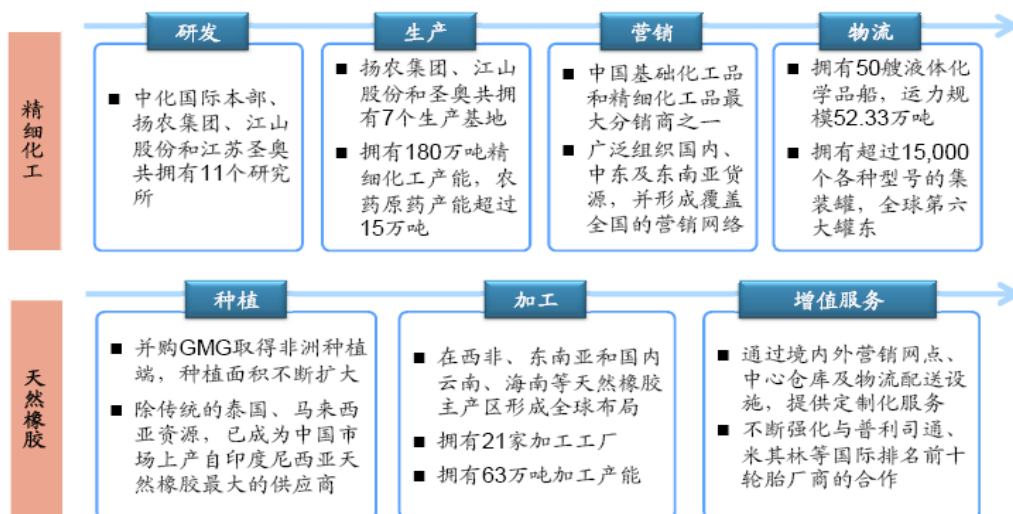 研发
生产
营销
物流
精细化工
■ 中化国际本部、
扬农集团、江山
股份和江苏圣奥
共拥有11个研究
所
■ 扬农集团、江山
股份和圣奥共拥
有7个生产基地
■ 拥有180万吨精
细化工产能，农
药原药产能超过
15万吨
■ 中国基础化工品
和精细化工品最
大分销商之一
■ 广泛组织国内、
中东及东南亚货
源，并形成覆盖
全国的营销网络
■ 拥有50艘液体化
学品船，运力规
模52.33万吨
■ 拥有超过15,000
个各种型号的集
装罐，全球第六
大罐东
种植
加工
增值服务
天然橡胶
■ 并购GMG取得非洲种植
端，种植面积不断扩大
■ 除传统的泰国、马来西
亚资源，已成为中国市
场上产自印度尼西亚天
然橡胶最大的供应商
■ 在西非、东南亚和国内
云南、海南等天然橡胶
主产区形成全球布局
■ 拥有21家加工工厂
■ 拥有63万吨加工产能
■ 通过境内外营销网点、
中心仓库及物流配送设
施，提供定制化服务
■ 不断强化与普利司通、
米其林等国际排名前十
轮胎厂商的合作